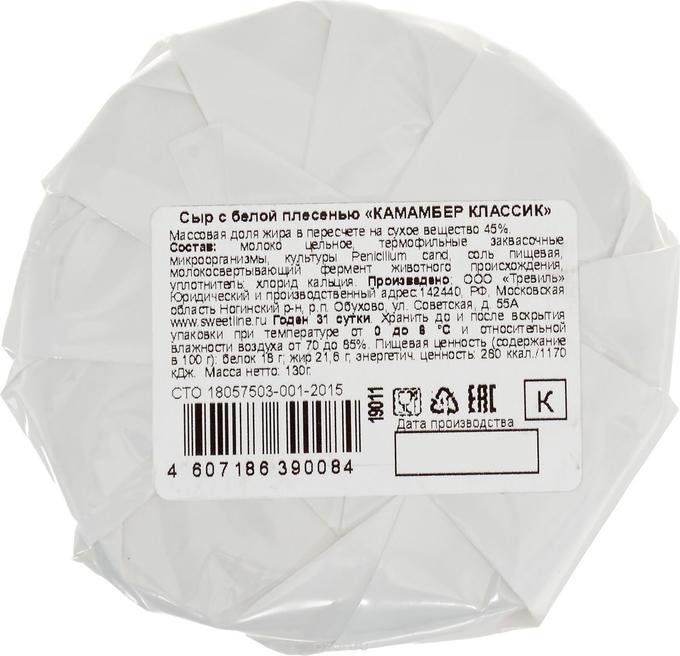 Сыр с белой плесенью «КАМАМБЕР КЛАССИК»
Массовая доля жира в пересчете на сухое вещество 45%.
Состав: молоко цельное, термофильные заквасочные
микроорганизмы, культуры Penicilium cand, соль пищевая,
молокосвертывающий фермент животного происхождения,
уплотнитель: хлорид кальция. Произведено: ООО «Тревиль»
Юридический и производственный адрес:142440 РФ, Московская
область Ногинский р-н, р.п. Обухово, ул. Советская, д. 55А
www.sweetline.ru Годен 31 сутки. Хранить до и после вскрытия
упаковки при температуре от 0 до 6 °С и относительной
влажности воздуха от 70 до 85%. Пищевая ценность (содержание
в 100 г): белок 18 г; жир 21,6 г, энергетич. ценность: 280 ккал./1170
кДж. Масса нетто: 130г.
СТО 18057503-001-2015
4 607186 390084
19011
EAC
К
Дата производства